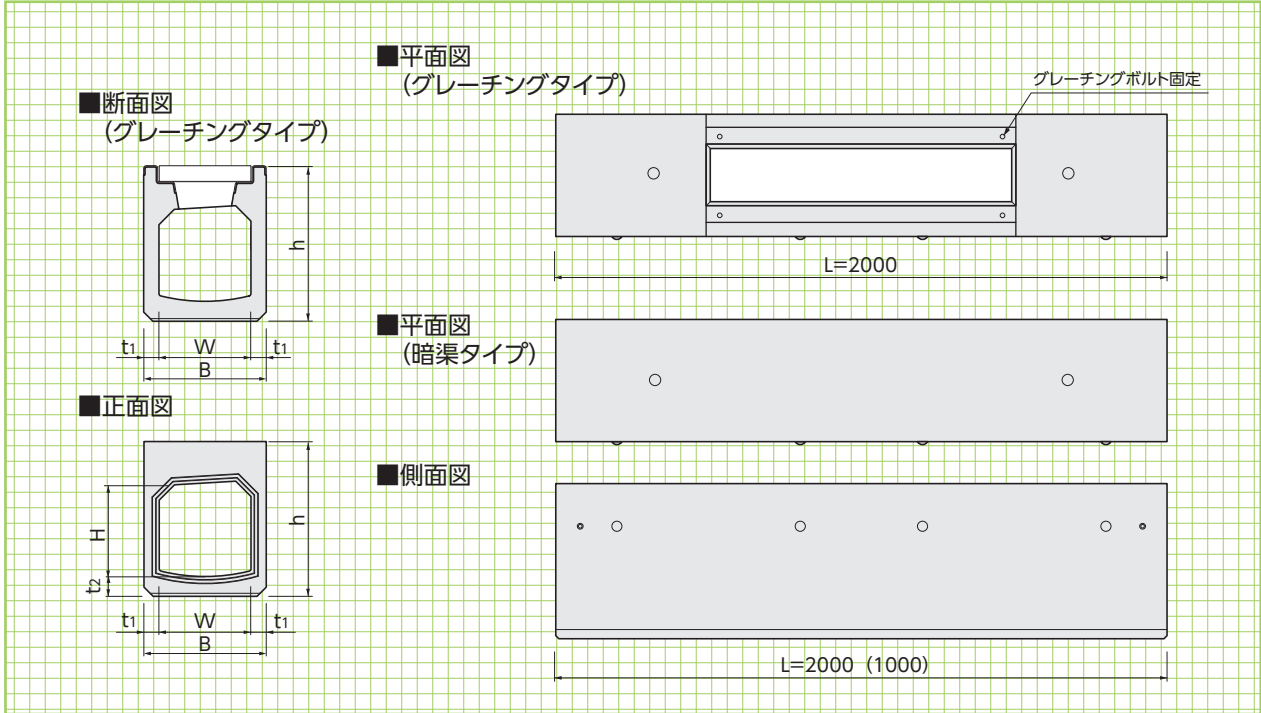 ■断面図
(グレーチングタイプ)
h
t1 W t1
B
■正面図
H
h
t2
t1 W t1
B
■平面図
(グレーチングタイプ)
グレーチングボルト固定
L=2000
■平面図
(暗渠タイプ)
■側面図
L=2000 (1000)